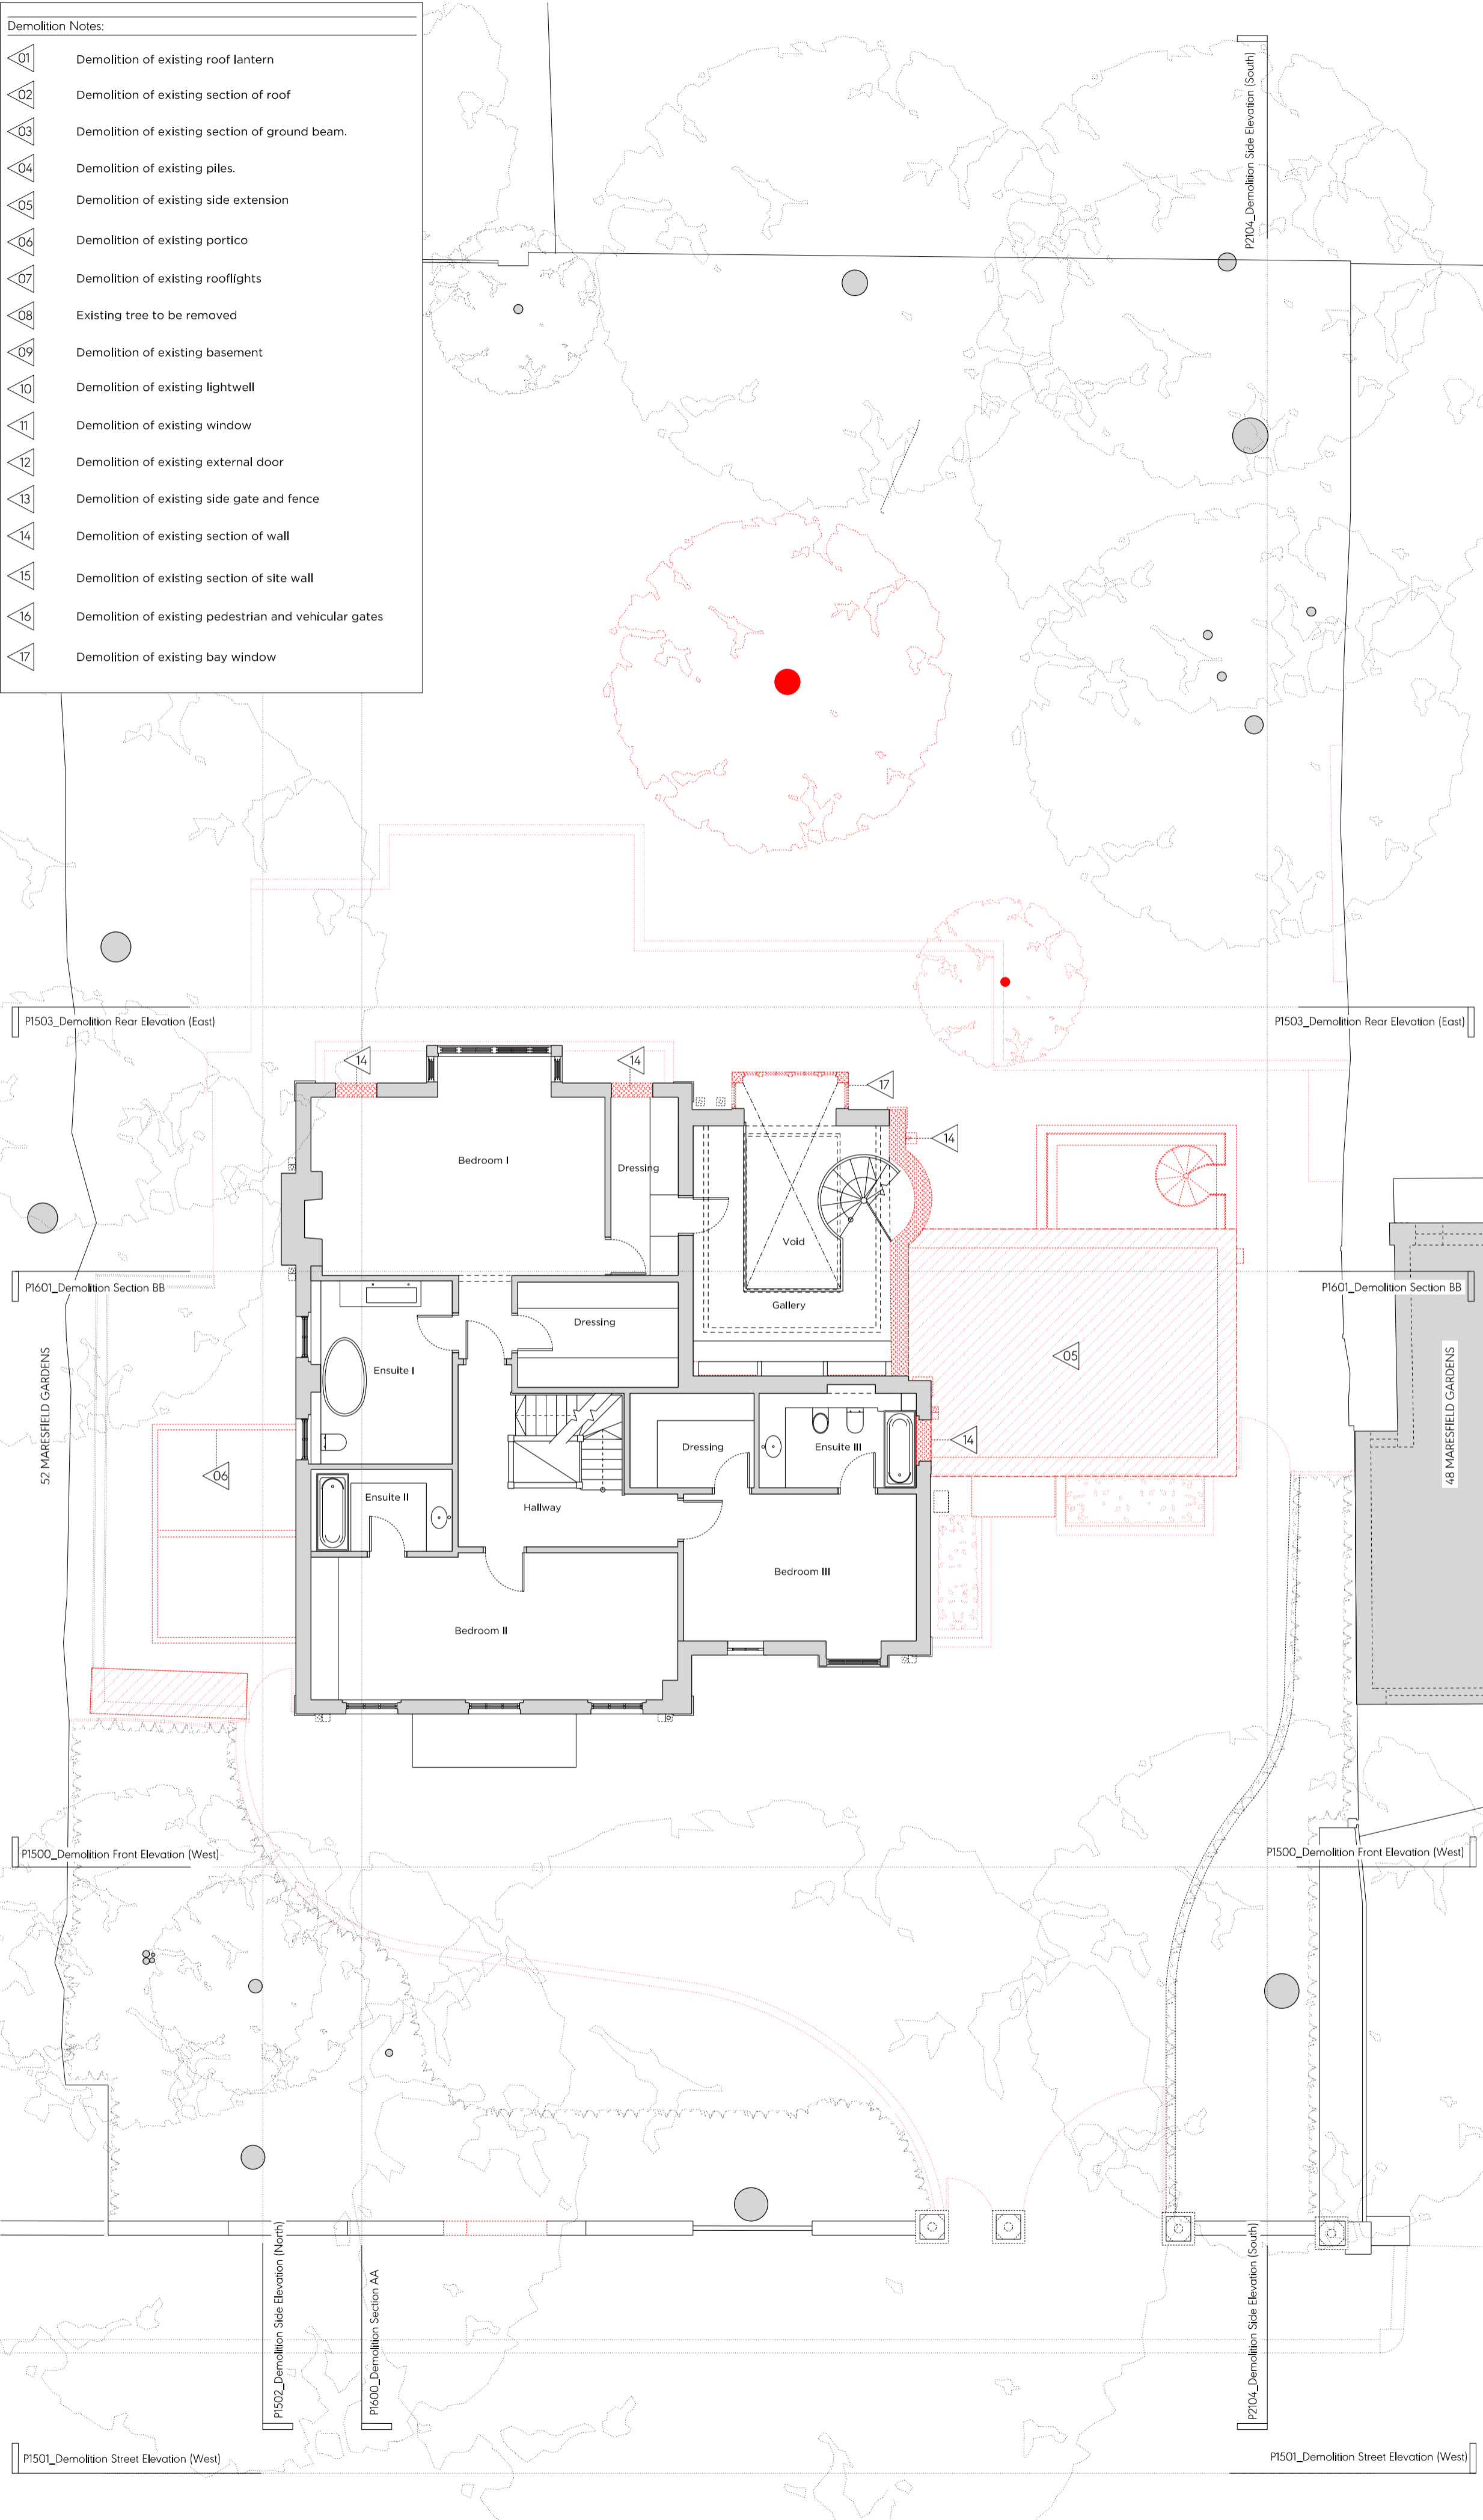 Demolition Notes:
01 Demolition of existing roof lantern
02 Demolition of existing section of roof
03 Demolition of existing section of ground beam.
04 Demolition of existing piles.
05 Demolition of existing side extension
06 Demolition of existing portico
07 Demolition of existing rooflights
08 Existing tree to be removed
09 Demolition of existing basement
10 Demolition of existing lightwell
11 Demolition of existing window
12 Demolition of existing external door
13 Demolition of existing side gate and fence
14 Demolition of existing section of wall
15 Demolition of existing section of site wall
16 Demolition of existing pedestrian and vehicular gates
17 Demolition of existing bay window
P2104_Demolition Side Elevation (South)
P1503_Demolition Rear Elevation (East)
P1503_Demolition Rear Elevation (East)
14
14
17
14
Bedroom I
Dressing
Void
Gallery
P1601_Demolition Section BB
P1601_Demolition Section BB
Dressing
05
52 MARESFIELD GARDENS
48 MARESFIELD GARDENS
Ensuite I
06
Dressing
Ensuite III
14
Ensuite II
Hallway
Bedroom III
Bedroom II
P1500_Demolition Front Elevation (West)
P1500_Demolition Front Elevation (West)
P1502_Demolition Side Elevation (North)
P1600_Demolition Section AA
P2104_Demolition Side Elevation (South)
P1501_Demolition Street Elevation (West)
P1501_Demolition Street Elevation (West)